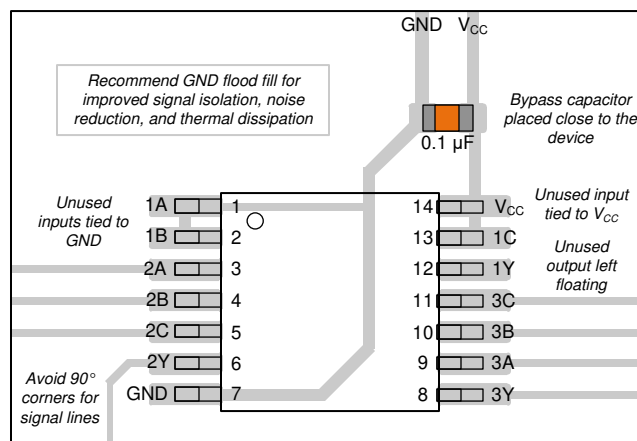 GND VCC
Recommend GND flood fill for
improved signal isolation, noise
reduction, and thermal dissipation
Bypass capacitor
placed close to the
device
0.1 µF
Unused
inputs tied to
GND
Unused input
tied to VCC
Unused
output left
floating
Avoid 90°
corners for
signal lines
1A 1 14 VCC
1B 2 13 1C
2A 3 12 1Y
2B 4 11 3C
2C 5 10 3B
2Y 6 9 3A
GND 7 8 3Y